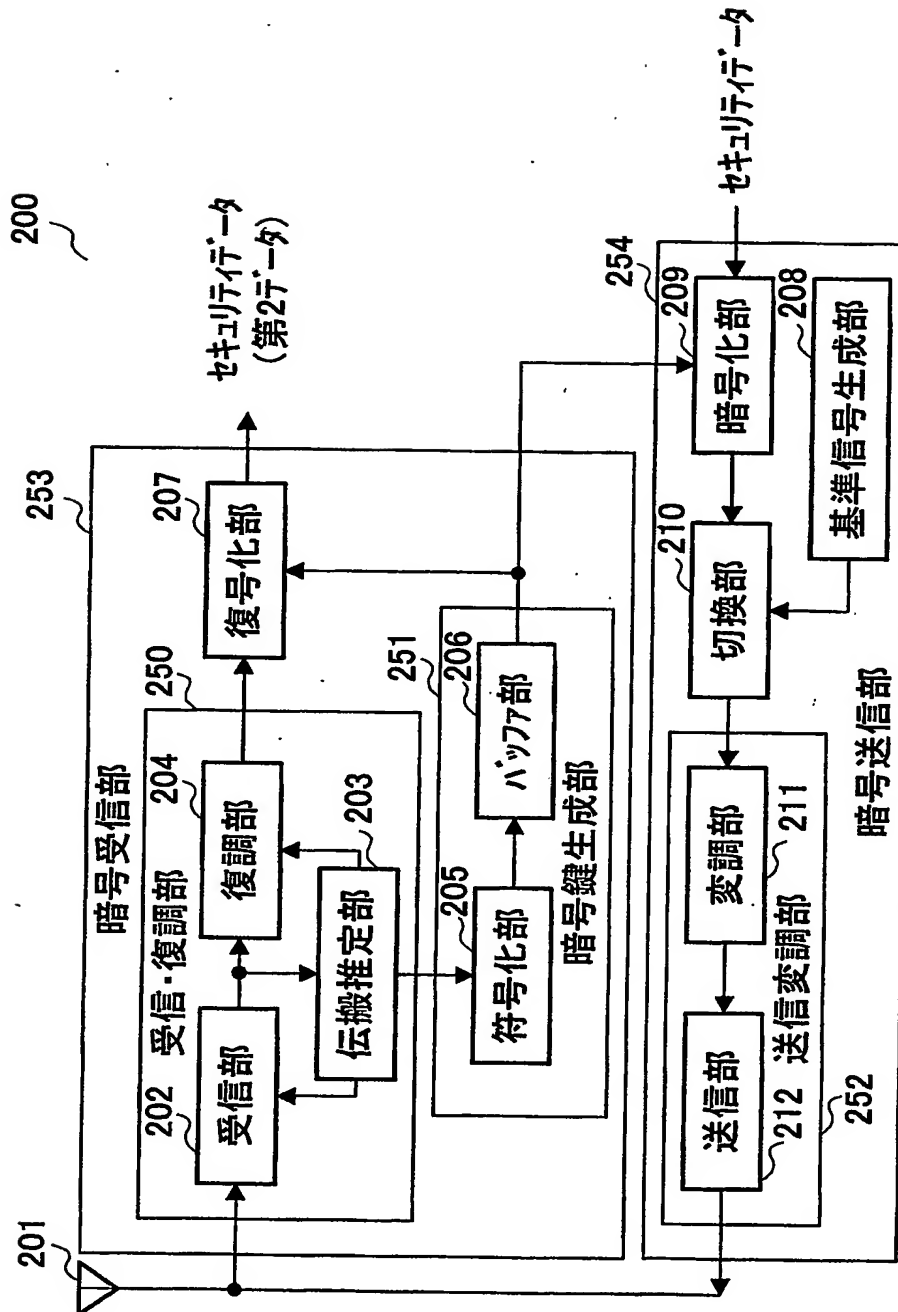 200
セキュリティデータ
(第2データ)
253
暗号受信部
207
復号化部
250
受信・復調部
204
復調部
202
受信部
203
伝搬推定部
201
251
206
バッファ部
205
符号化部
暗号鍵生成部
254
セキュリティデータ
209
暗号化部
208
基準信号生成部
210
切換部
暗号送信部
変調部
211
送信部
212
送信変調部
252